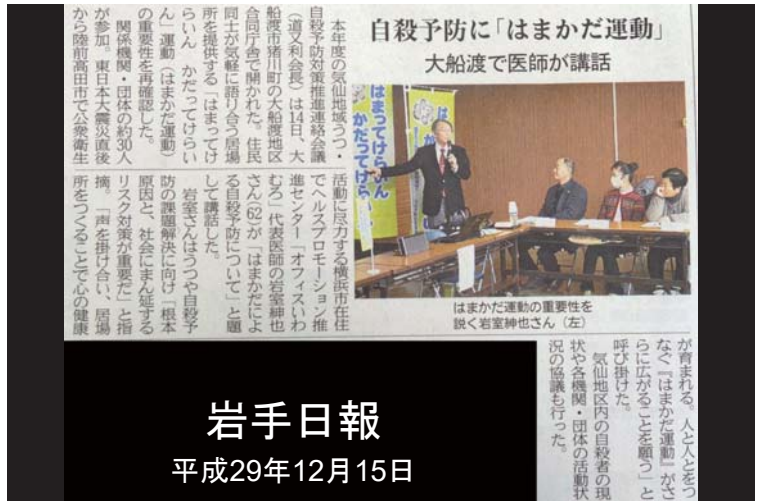 自殺予防に「はまかだ運動」
大船渡で医師が講話
本年度の気仙地域うつ・
自殺予防対策推進連絡会議
(道又利会長)は14日、大
船渡市猪川町の大船渡地区
合同庁舎で開かれた。住民
同士が気軽に語り合う居場
所を提供する「はまってけ
らいん　かだってけらい
ん」運動(はまかだ運動)
の重要性を再確認した。
関係機関・団体の約30人
が参加。東日本大震災直後
から陸前高田市で公衆衛生
活動に尽力する横浜市在住
でヘルスプロモーション推
進センター「オフィスいわ
むろ」代表医師の岩室紳也
さん(62)が「はまかだによ
る自殺予防について」と題
して講話した。
岩室さんはうつや自殺予
防の課題解決に向け「根本
原因と、社会にまん延する
リスク対策が重要だ」と指
摘。「声を掛け合い、居場
所をつくることで心の健康
が育まれる。人と人とをつ
なぐ『はまかだ運動』がさ
らに広がることを願う」と
呼び掛けた。
気仙地区内の自殺者の現
状や各機関・団体の活動状
況の協議も行った。
はまってけらいん
かだってけらいん
はまかだ運動の重要性を
説く岩室紳也さん(左)
岩手日報
平成29年12月15日